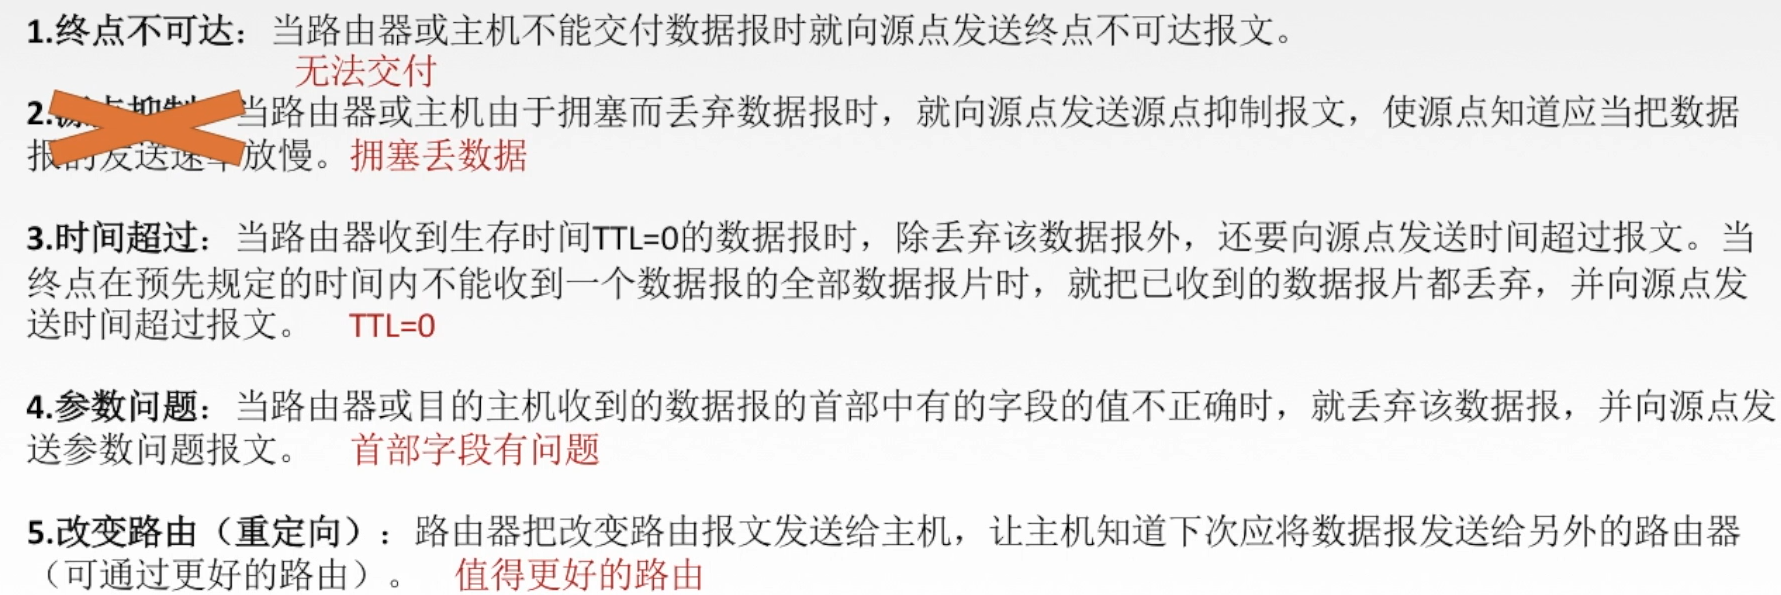 1.终点不可达：当路由器或主机不能交付数据报时就向源点发送终点不可达报文。
无法交付
2. 当路由器或主机由于拥塞而丢弃数据报时，就向源点发送源点抑制报文，使源点知道应当把数据
报的发送速率放慢。拥塞丢数据
3.时间超过：当路由器收到生存时间TTL=0的数据报时，除丢弃该数据报外，还要向源点发送时间超过报文。当
终点在预先规定的时间内不能收到一个数据报的全部数据报片时，就把已收到的数据报片都丢弃，并向源点发
送时间超过报文。 TTL=0
4.参数问题：当路由器或目的主机收到的数据报的首部中有的字段的值不正确时，就丢弃该数据报，并向源点发
送参数问题报文。 首部字段有问题
5.改变路由（重定向）：路由器把改变路由报文发送给主机，让主机知道下次应将数据报发送给另外的路由器
（可通过更好的路由）。 值得更好的路由